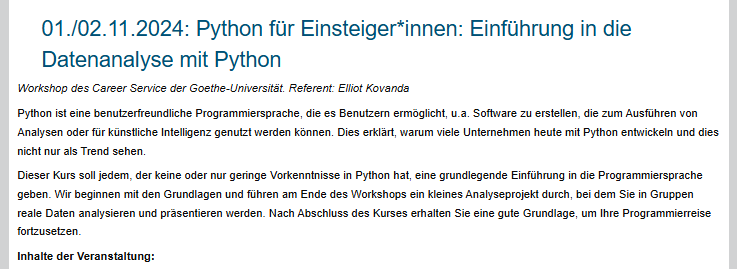 01./02.11.2024: Python für Einsteiger*innen: Einführung in die
Datenanalyse mit Python
Workshop des Career Service der Goethe-Universität. Referent: Elliot Kovanda
Python ist eine benutzerfreundliche Programmiersprache, die es Benutzern ermöglicht, u.a. Software zu erstellen, die zum Ausführen von
Analysen oder für künstliche Intelligenz genutzt werden können. Dies erklärt, warum viele Unternehmen heute mit Python entwickeln und dies
nicht nur als Trend sehen.
Dieser Kurs soll jedem, der keine oder nur geringe Vorkenntnisse in Python hat, eine grundlegende Einführung in die Programmiersprache
geben. Wir beginnen mit den Grundlagen und führen am Ende des Workshops ein kleines Analyseprojekt durch, bei dem Sie in Gruppen
reale Daten analysieren und präsentieren werden. Nach Abschluss des Kurses erhalten Sie eine gute Grundlage, um Ihre Programmierreise
fortzusetzen.
Inhalte der Veranstaltung: